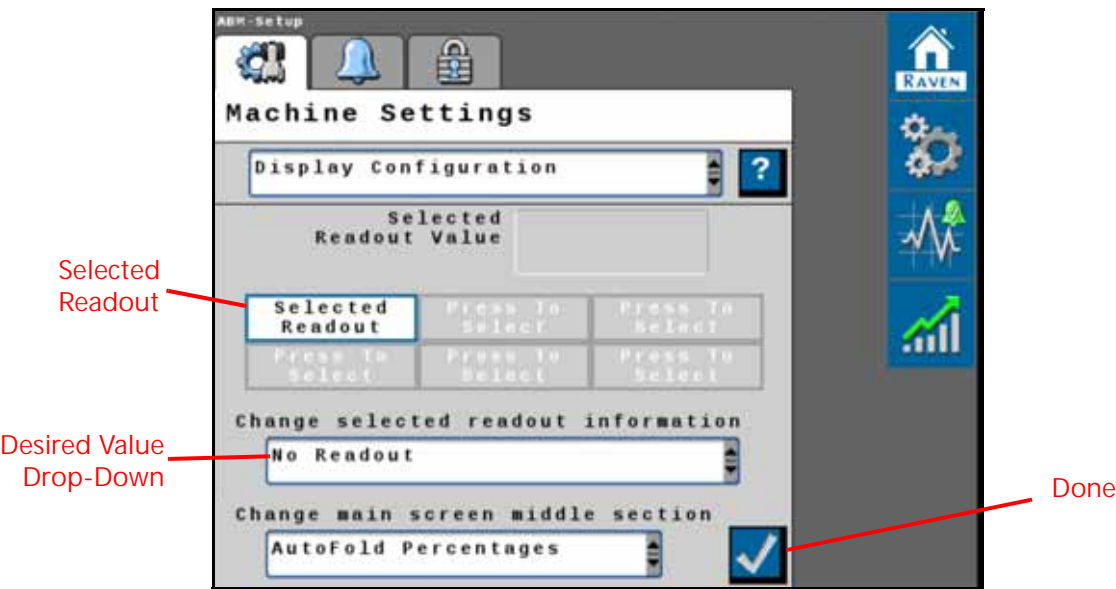 ABM-Setup
RAVEN
Machine Settings
Display Configuration
?
Selected
Readout Value
Selected
Readout
Selected
Readout
Press To
Select
Press To
Select
Press To
Select
Press To
Select
Press To
Select
Change selected readout information
Desired Value
Drop-Down
No Readout
Done
Change main screen middle section
AutoFold Percentages